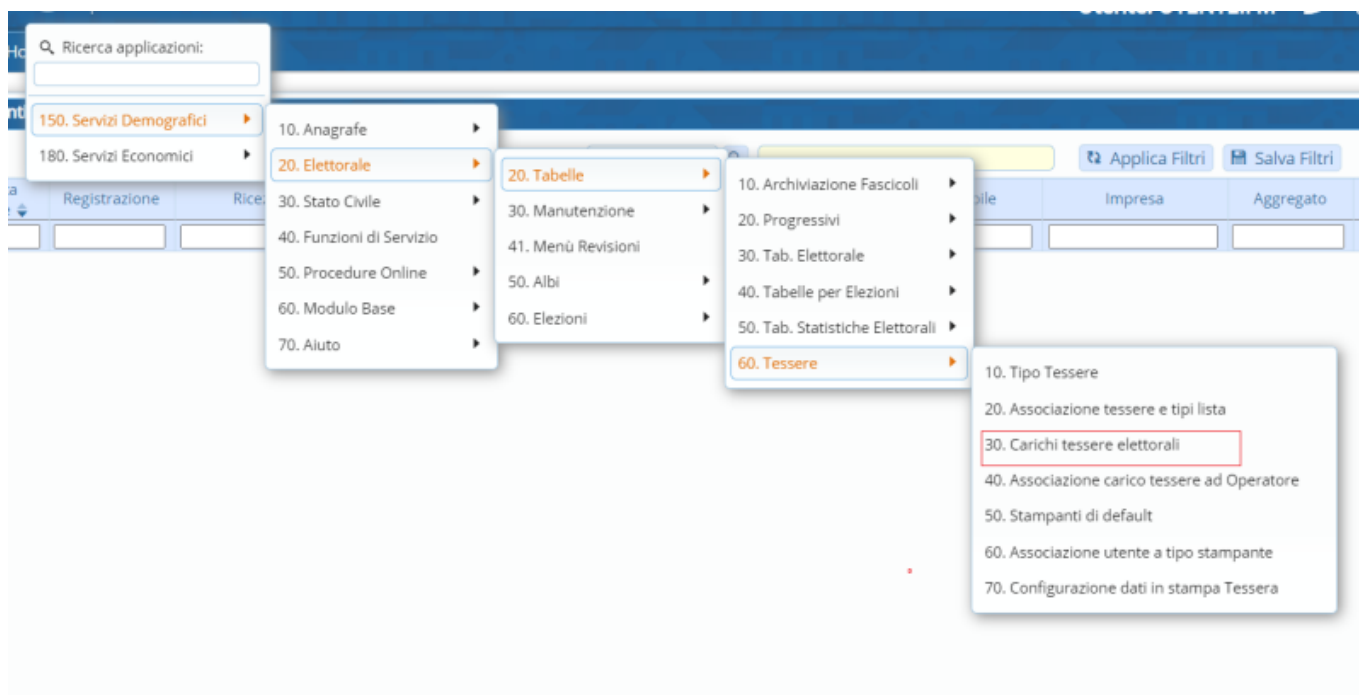 Ho
Ricerca applicazioni:
150. Servizi Demografici
180. Servizi Economici
10. Anagrafe
20. Elettorale
30. Stato Civile
40. Funzioni di Servizio
50. Procedure Online
60. Modulo Base
70. Aiuto
20. Tabelle
30. Manutenzione
41. Menù Revisioni
50. Albi
60. Elezioni
10. Archiviazione Fascicoli
20. Progressivi
30. Tab. Elettorale
40. Tabelle per Elezioni
50. Tab. Statistiche Elettorali
60. Tessere
10. Tipo Tessere
20. Associazione tessere e tipi lista
30. Carichi tessere elettorali
40. Associazione carico tessere ad Operatore
50. Stampanti di default
60. Associazione utente a tipo stampante
70. Configurazione dati in stampa Tessera
Applica Filtri Salva Filtri
Registrazione Rice Impresa Aggregato